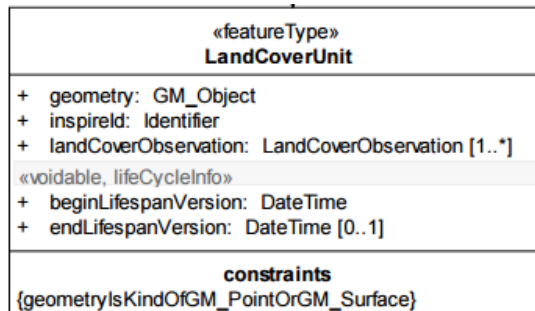 «featureType»
LandCoverUnit
+ geometry: GM_Object
+ inspireId: Identifier
+ landCoverObservation: LandCoverObservation [1..*]
«voidable, lifeCycleInfo»
+ beginLifespanVersion: DateTime
+ endLifespanVersion: DateTime [0..1]
constraints
{geometryIsKindOfGM_PointOrGM_Surface}